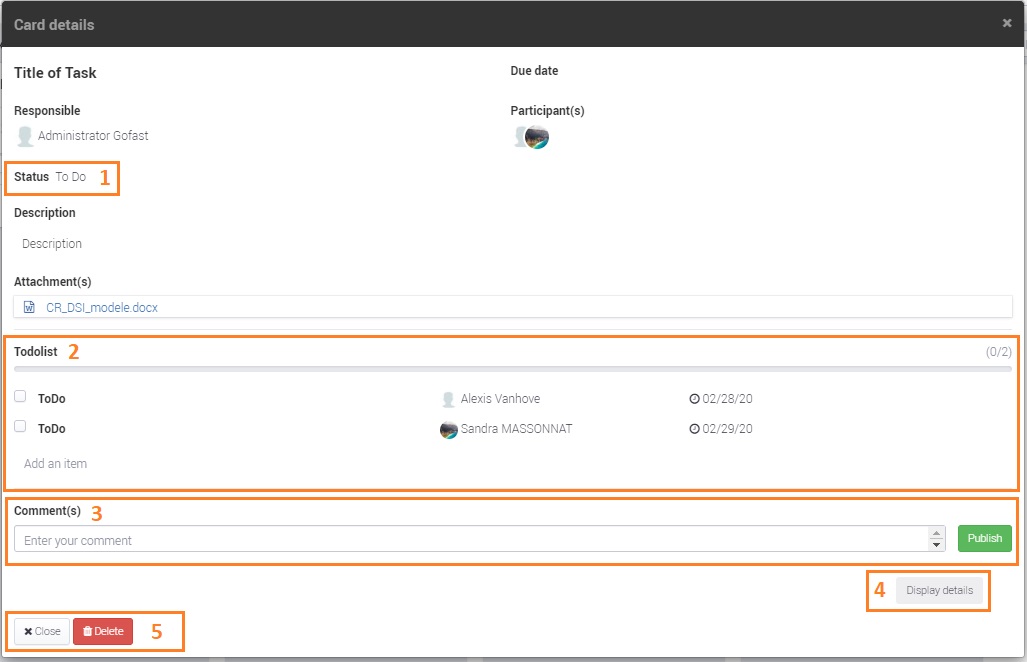 Card details ×
Title of Task Due date
Responsible Participant(s)
Administrator Gofast
Status To Do 1
Description
Description
Attachment(s)
CR_DSI_modele.docx
Todolist 2 (0/2)
ToDo Alexis Vanhove 02/28/20
ToDo Sandra MASSONNAT 02/29/20
Add an item
Comment(s) 3
Enter your comment Publish
4 Display details
Close Delete 5